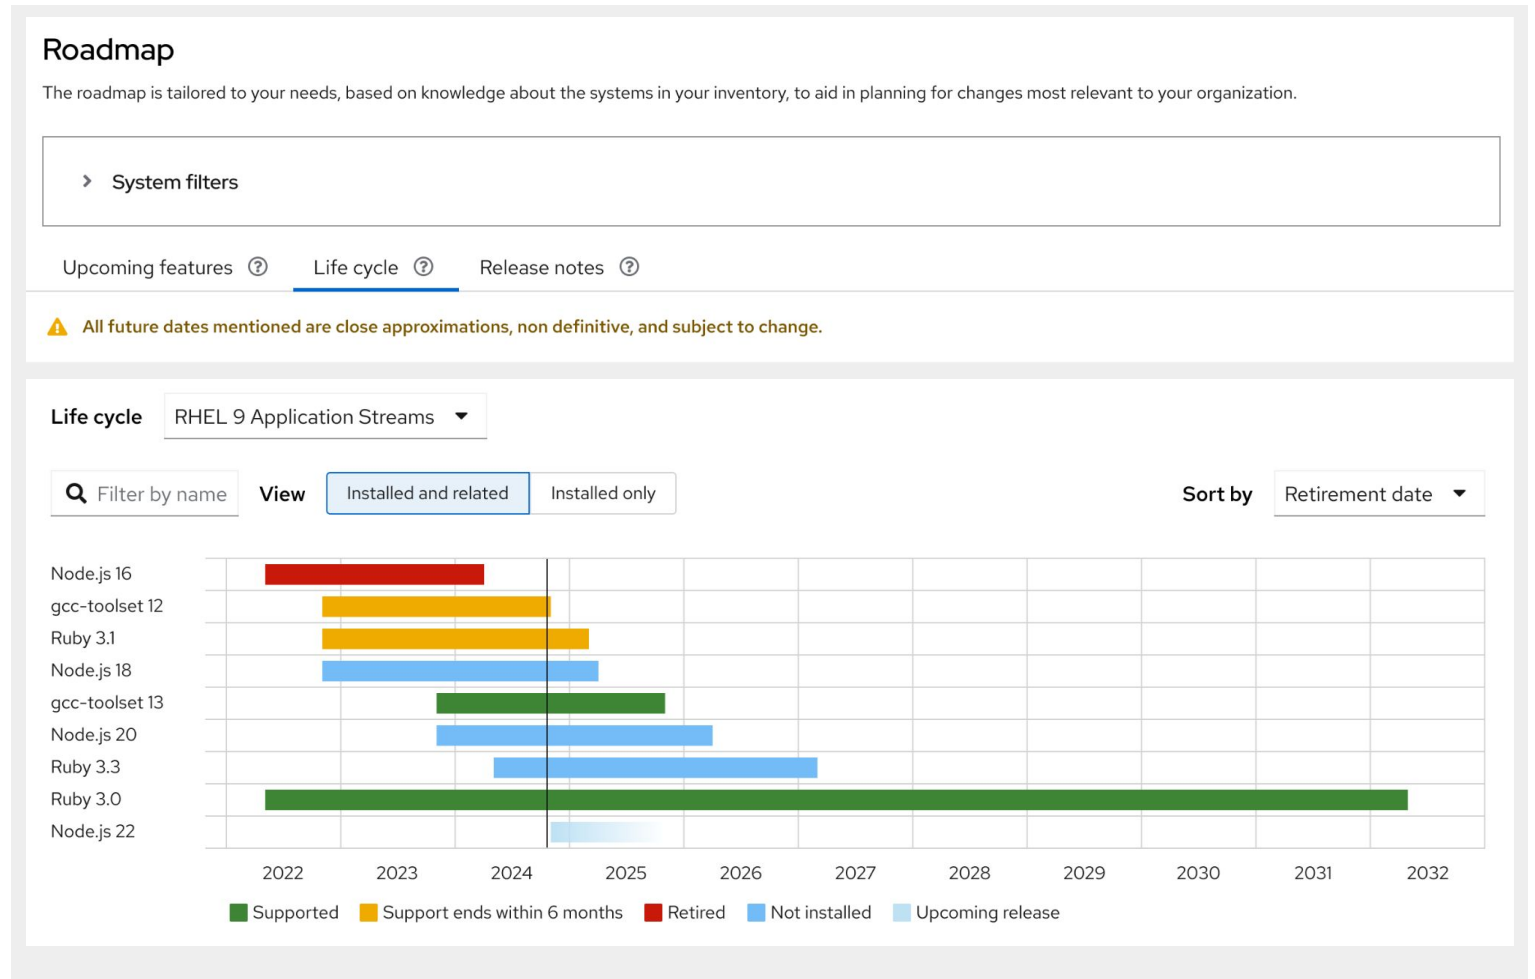 Roadmap
The roadmap is tailored to your needs, based on knowledge about the systems in your inventory, to aid in planning for changes most relevant to your organization.
System filters
Upcoming features Life cycle Release notes
All future dates mentioned are close approximations, non definitive, and subject to change.
Life cycle RHEL 9 Application Streams
Filter by name View Installed and related Installed only Sort by Retirement date
Node.js 16
gcc-toolset 12
Ruby 3.1
Node.js 18
gcc-toolset 13
Node.js 20
Ruby 3.3
Ruby 3.0
Node.js 22
2022 2023 2024 2025 2026 2027 2028 2029 2030 2031 2032
Supported Support ends within 6 months Retired Not installed Upcoming release